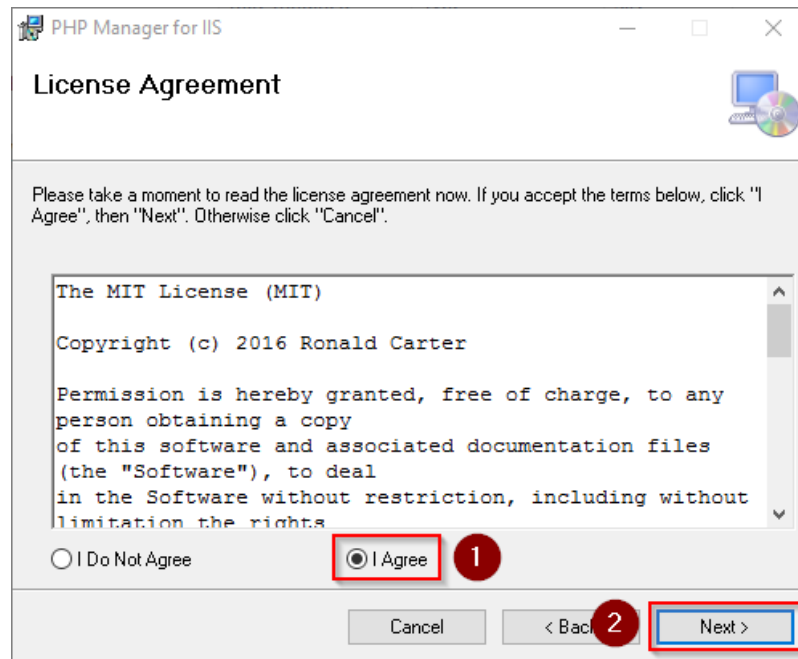 PHP Manager for IIS
License Agreement
Please take a moment to read the license agreement now. If you accept the terms below, click "I
Agree", then "Next". Otherwise click "Cancel".
The MIT License (MIT)
Copyright (c) 2016 Ronald Carter
Permission is hereby granted, free of charge, to any
person obtaining a copy
of this software and associated documentation files
(the "Software"), to deal
in the Software without restriction, including without
limitation the rights
I Do Not Agree I Agree 1
Cancel < Bac 2 Next >